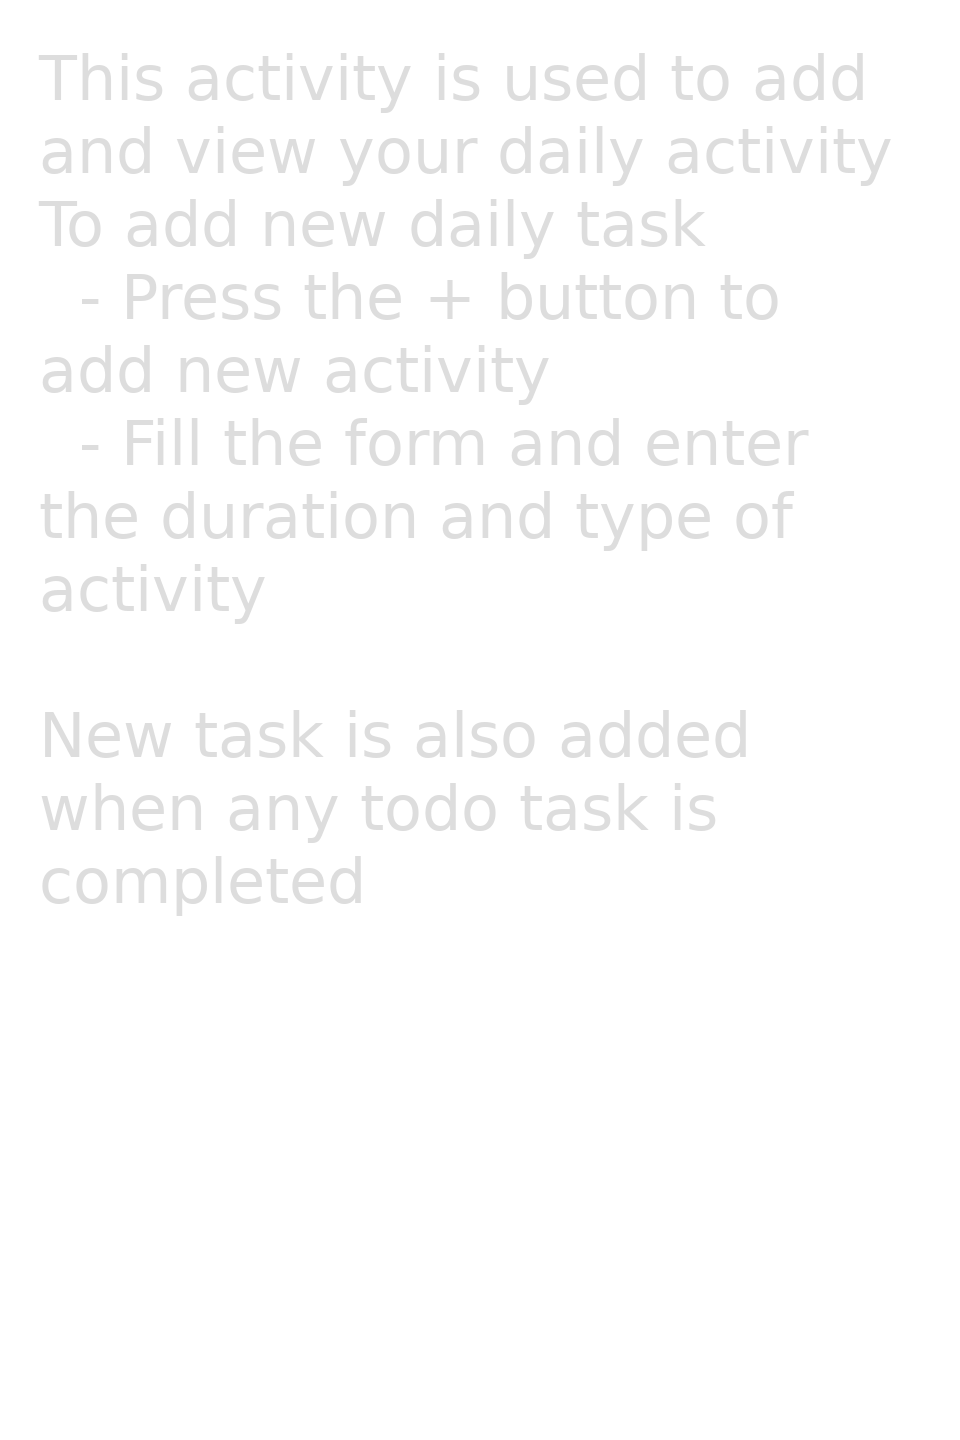 This activity is used to add
and view your daily activity
To add new daily task
  - Press the + button to
add new activity
  - Fill the form and enter
the duration and type of
activity

New task is also added
when any todo task is
completed